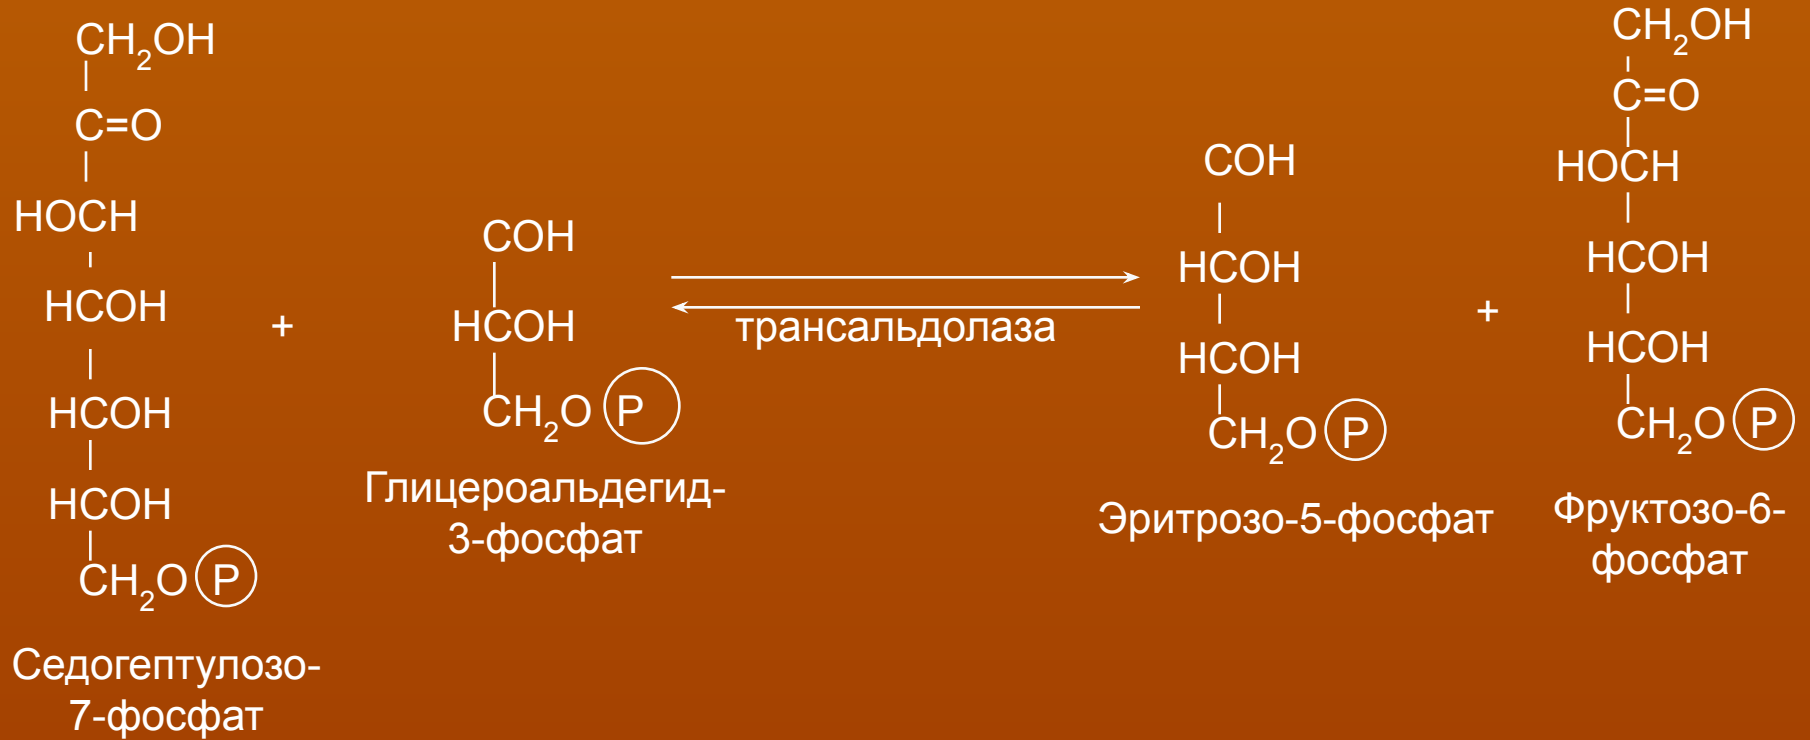 CH₂OH
C=O
HOCH
HCOH
HCOH
HCOH
CH₂O P
Седогептулозо-
7-фосфат
+
COH
HCOH
CH₂O P
Глицероальдегид-
3-фосфат
трансальдолаза
COH
HCOH
HCOH
CH₂O P
Эритрозо-5-фосфат
+
CH₂OH
C=O
HOCH
HCOH
HCOH
CH₂O P
Фруктозо-6-
фосфат